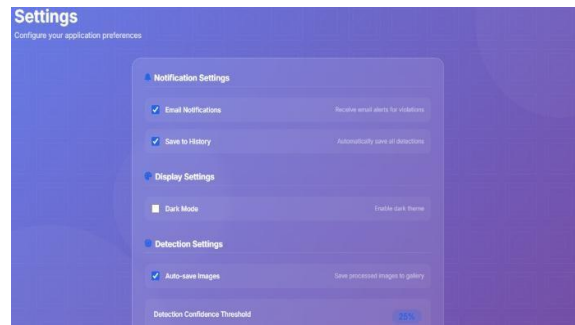 Settings
Configure your application preferences
Notification Settings
Email Notifications Receive email alerts for violations
Save to History Automatically save all detections
Display Settings
Dark Mode Enable dark theme
Detection Settings
Auto-save Images Save processed images to gallery
Detection Confidence Threshold 25%